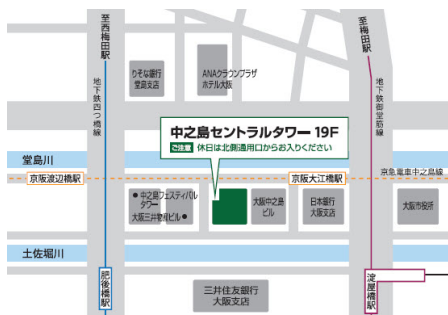 至西梅田駅
至梅田駅
地下鉄四つ橋線
りそな銀行
堂島支店
ANAクラウンプラザ
ホテル大阪
地下鉄御堂筋線
中之島セントラルタワー 19F
ご注意 休日は北側通用口からお入りください
堂島川
京阪電車中之島線
京阪渡辺橋駅
京阪大江橋駅
中之島フェスティバル
タワー
大阪三井物産ビル
大阪中之島
ビル
日本銀行
大阪支店
大阪市役所
土佐堀川
肥後橋駅
三井住友銀行
大阪支店
淀屋橋駅